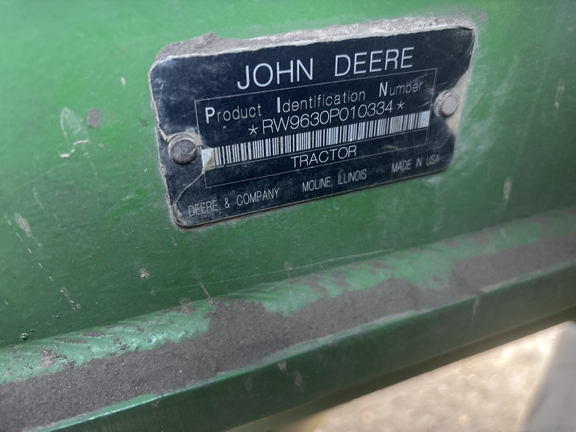 JOHN DEERE
Product Identification Number
*RW9630P010334*
TRACTOR
DEERE & COMPANY MOLINE, ILLINOIS MADE IN USA